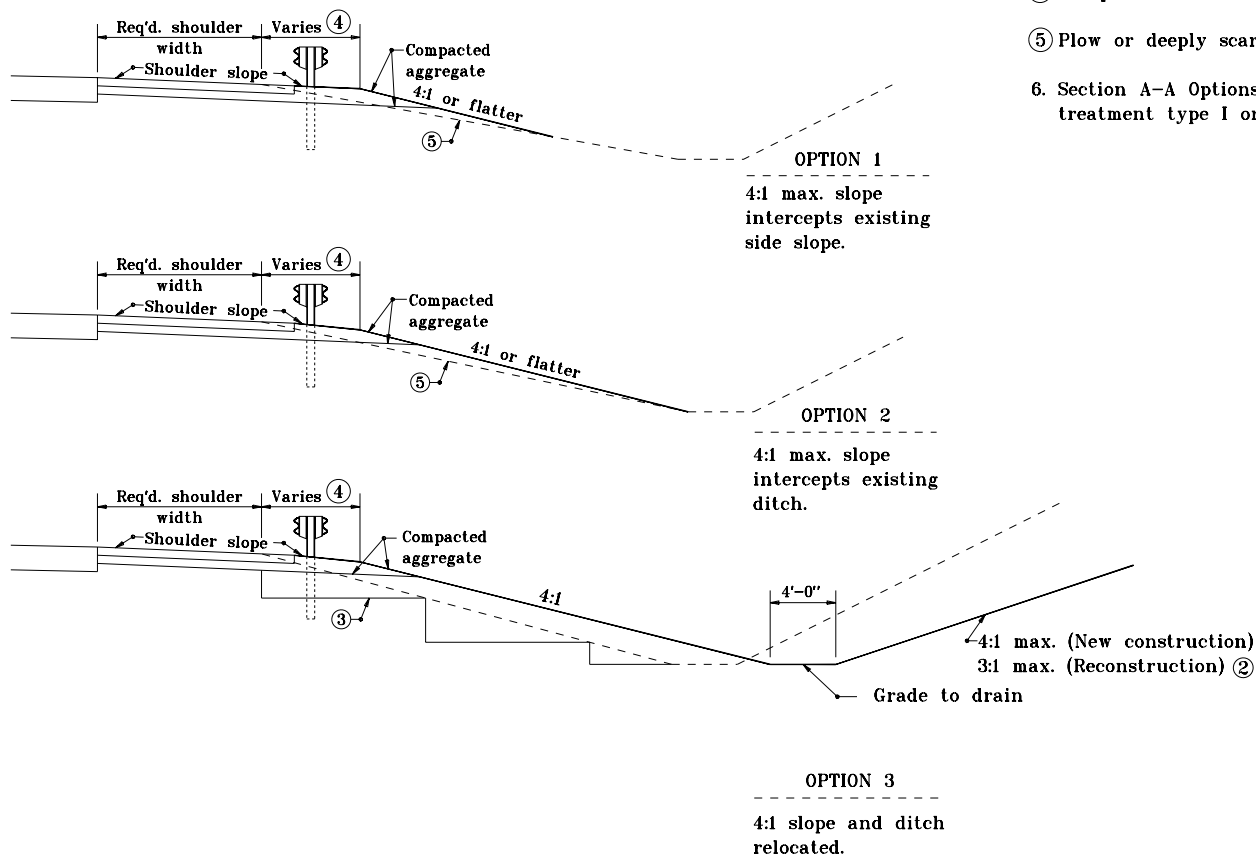 Req'd. shoulder
width
Varies ④
Shoulder slope
Compacted
aggregate
4:1 or flatter
⑤
OPTION 1
4:1 max. slope
intercepts existing
side slope.
⑤ Plow or deeply
6. Section A-A Options
treatment type I
Req'd. shoulder
width
Varies ④
Shoulder slope
Compacted
aggregate
4:1 or flatter
⑤
OPTION 2
4:1 max. slope
intercepts existing
ditch.
Req'd. shoulder
width
Varies ④
Shoulder slope
Compacted
aggregate
4:1
③
4'-0"
4:1 max. (New construction)
3:1 max. (Reconstruction) ②
Grade to drain
OPTION 3
4:1 slope and ditch
relocated.